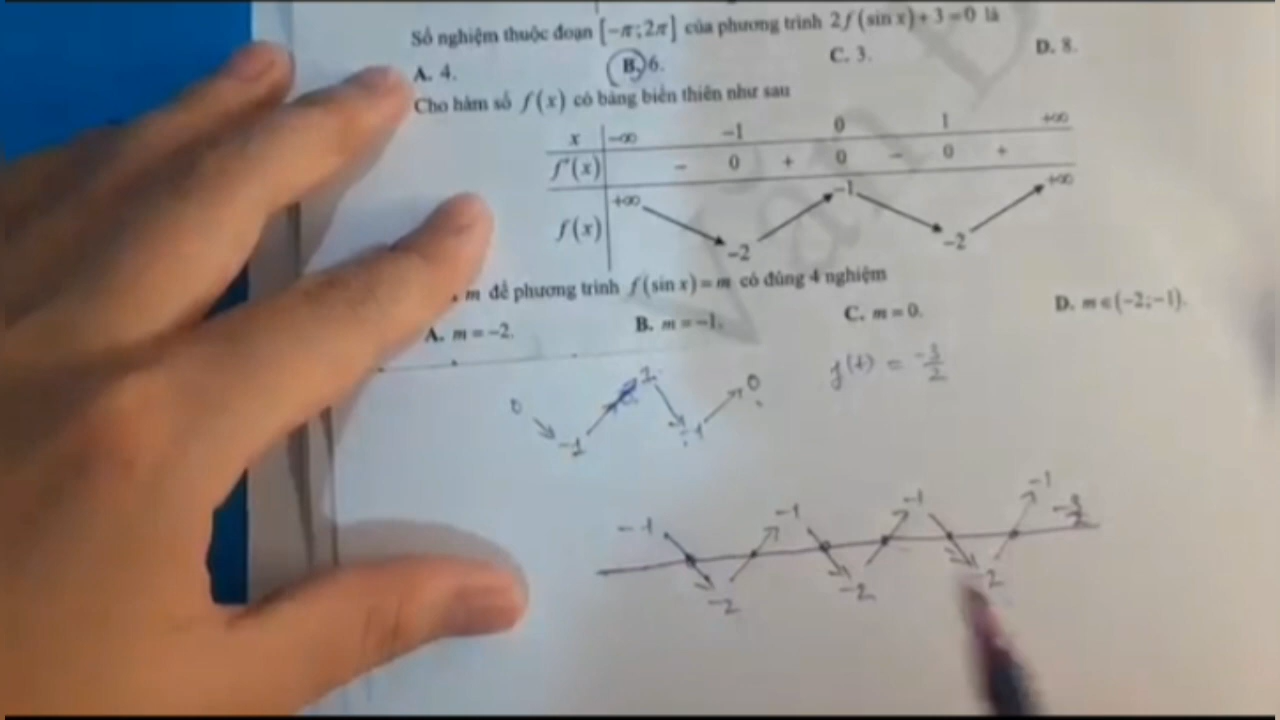 Số nghiệm thuộc đoạn [-π; 2π] của phương trình 2f(sin x) + 3 = 0 là
A. 4. B. 6. C. 3. D. 8.
Cho hàm số f(x) có bảng biến thiên như sau
x -∞ -1 0 1 +∞
f'(x) - 0 + 0 - 0 +
+∞ -1 +∞
f(x)
-2 -2
m để phương trình f(sin x) = m có đúng 4 nghiệm
A. m = -2. B. m = -1. C. m = 0. D. m ∈ (-2; -1).
f(t) = -3/2
0 1 0
-1 -1
-1 -1 -1 -1 -3/2
-2 -2 -2